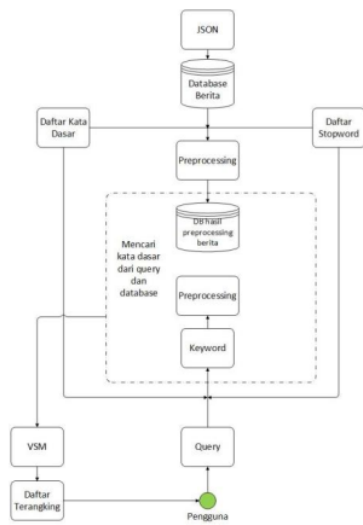 JSON
Database
Berita
Daftar Kata
Dasar
Daftar
Stopword
Preprocessing
DB hasil
preprocessing
berita
Mencari
kata dasar
dari query
dan
database
Preprocessing
Keyword
VSM
Query
Daftar
Terangking
Pengguna